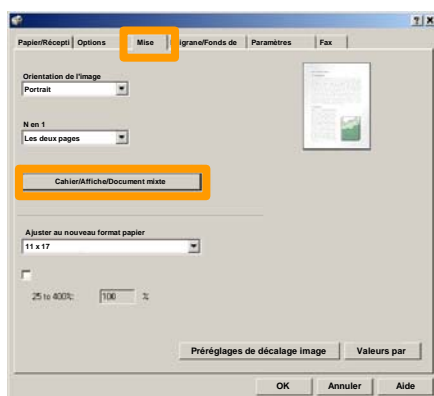 Papier/Récepti Options Mise igrane/Fonds de Paramètres Fax
Orientation de l'image
Portrait
N en 1
Les deux pages
Cahier/Affiche/Document mixte
Ajuster au nouveau format papier
11 x 17
25 to 400%: 100 %
Préréglages de décalage image Valeurs par
OK Annuler Aide